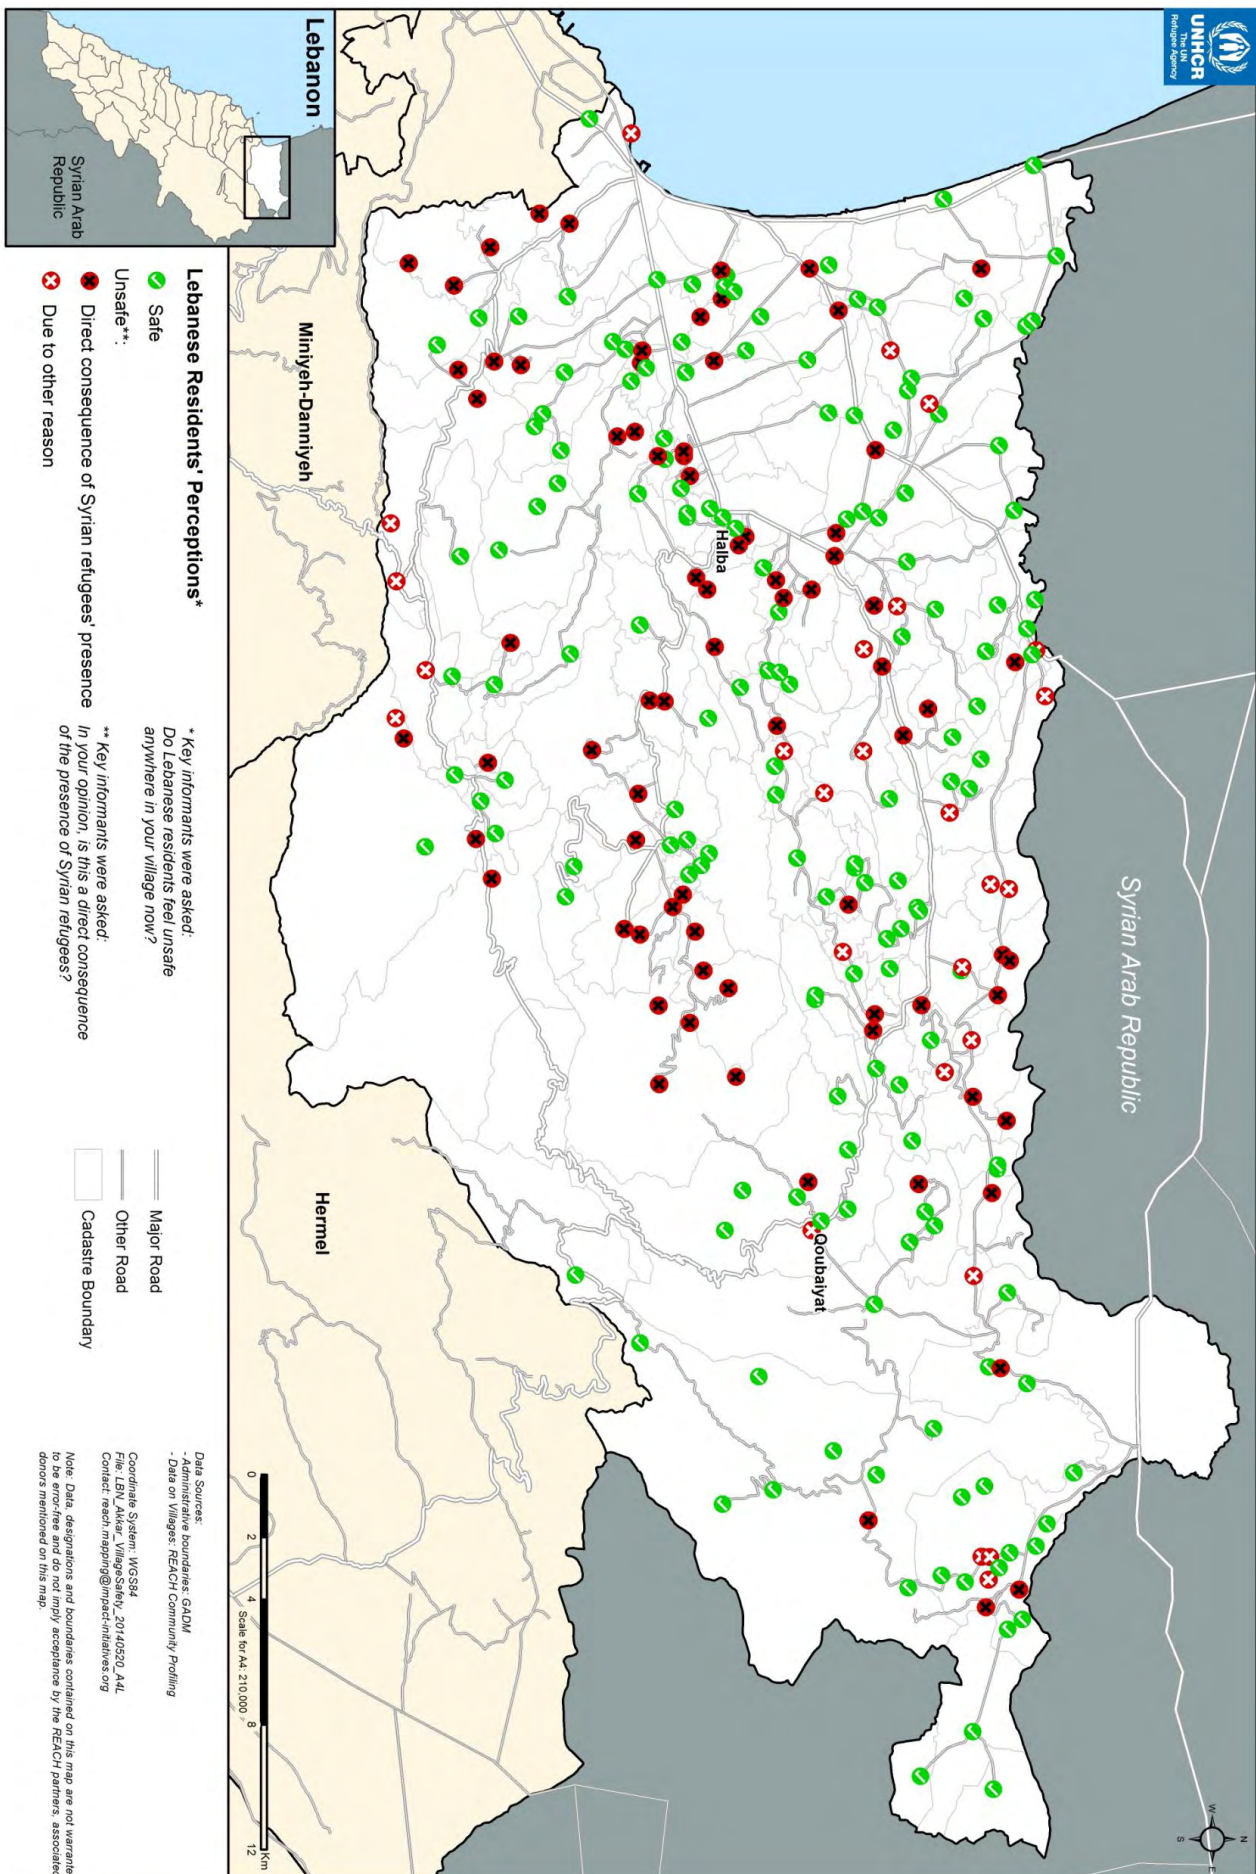 UNHCR
The UN
Refugee Agency
Lebanon
Syrian Arab
Republic
Syrian Arab Republic
Halba
Qoubaiyat
Miniyeh-Danniyeh
Hermel
W
N
E
S
Lebanese Residents' Perceptions*
Safe
Unsafe**:
Direct consequence of Syrian refugees' presence
Due to other reason
* Key informants were asked:
Do Lebanese residents feel unsafe
anywhere in your village now?
** Key informants were asked:
In your opinion, is this a direct consequence
of the presence of Syrian refugees?
Major Road
Other Road
Cadastre Boundary
0 2 4 8 12
Km
Scale for A4: 210,000
Data Sources:
- Administrative boundaries: GADM
- Data on Villages: REACH Community Profiling
Coordinate System: WGS84
File: LBN_Akkar_VillageSafety_20140520_A4L
Contact: reach.mapping@impact-initiatives.org
Note: Data, designations and boundaries contained on this map are not warrante
to be error-free and do not imply acceptance by the REACH partners, associated
donors mentioned on this map.